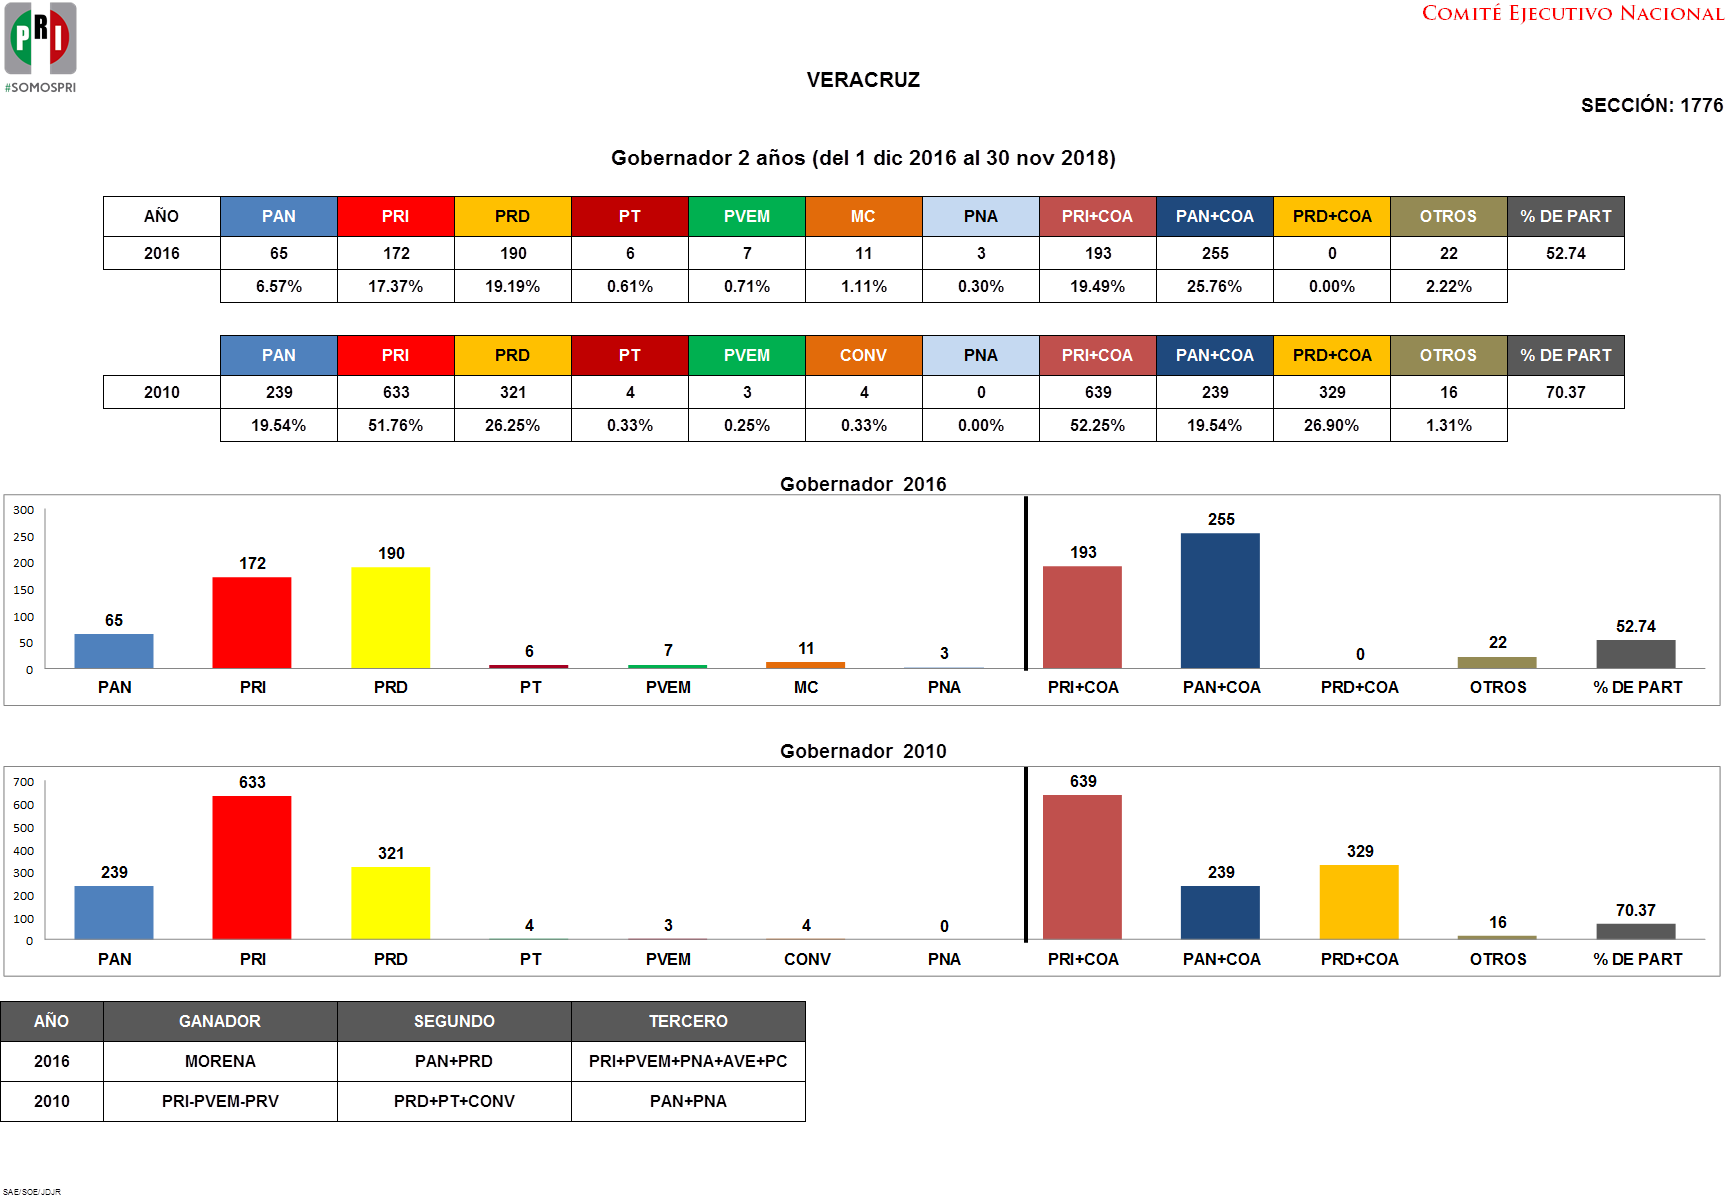 PRI
#SOMOSPRI
COMITÉ EJECUTIVO NACIONAL
VERACRUZ
SECCIÓN: 1776
Gobernador 2 años (del 1 dic 2016 al 30 nov 2018)
AÑO PAN PRI PRD PT PVEM MC PNA PRI+COA PAN+COA PRD+COA OTROS % DE PART
2016 65 172 190 6 7 11 3 193 255 0 22 52.74
6.57% 17.37% 19.19% 0.61% 0.71% 1.11% 0.30% 19.49% 25.76% 0.00% 2.22%
PAN PRI PRD PT PVEM CONV PNA PRI+COA PAN+COA PRD+COA OTROS % DE PART
2010 239 633 321 4 3 4 0 639 239 329 16 70.37
19.54% 51.76% 26.25% 0.33% 0.25% 0.33% 0.00% 52.25% 19.54% 26.90% 1.31%
Gobernador 2016
300
250
200
150
100
50
0
65 172 190 6 7 11 3 193 255 0 22 52.74
PAN PRI PRD PT PVEM MC PNA PRI+COA PAN+COA PRD+COA OTROS % DE PART
Gobernador 2010
700
600
500
400
300
200
100
0
239 633 321 4 3 4 0 639 239 329 16 70.37
PAN PRI PRD PT PVEM CONV PNA PRI+COA PAN+COA PRD+COA OTROS % DE PART
AÑO GANADOR SEGUNDO TERCERO
2016 MORENA PAN+PRD PRI+PVEM+PNA+AVE+PC
2010 PRI-PVEM-PRV PRD+PT+CONV PAN+PNA
SAE/SOE/JDJR